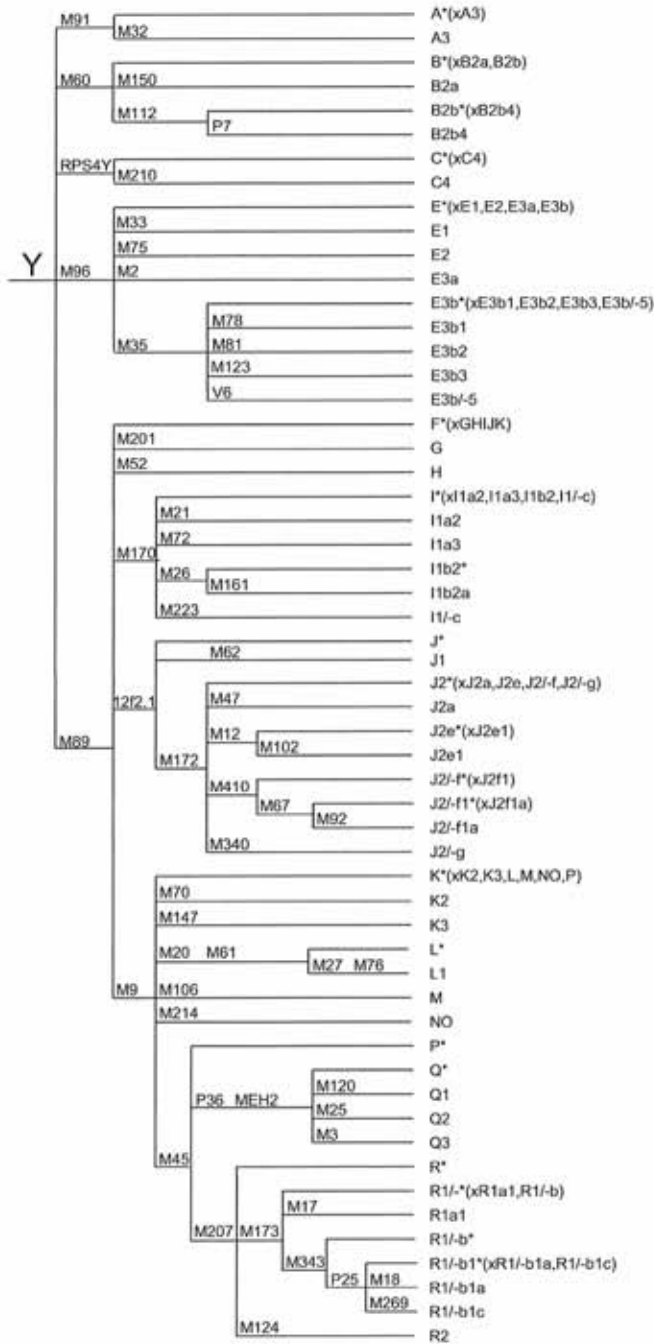 M91 A*(xA3)
M32 A3
B*(xB2a,B2b)
M60 M150 B2a
M112 B2b*(xB2b4)
P7 B2b4
RPS4Y C*(xC4)
M210 C4
E*(xE1,E2,E3a,E3b)
M33 E1
M75 E2
Y M96 M2 E3a
E3b*(xE3b1,E3b2,E3b3,E3b/-5)
M78 E3b1
M35 M81 E3b2
M123 E3b3
V6 E3b/-5
F*(xGHIJK)
M201 G
M52 H
I*(xI1a2,I1a3,I1b2,I1/-c)
M21 I1a2
M170 M72 I1a3
M26 I1b2*
M161 I1b2a
M223 I1/-c
J*
M62 J1
J2*(xJ2a,J2e,J2/-f,J2/-g)
12f2.1 M47 J2a
M12 J2e*(xJ2e1)
M89 M172 M102 J2e1
M410 J2/-f*(xJ2f1)
M67 J2/-f1*(xJ2f1a)
M92 J2/-f1a
M340 J2/-g
K*(xK2,K3,L,M,NO,P)
M70 K2
M147 K3
M20 M61 L*
M27 M76 L1
M9 M106 M
M214 NO
P*
Q*
P36 MEH2 M120 Q1
M25 Q2
M3 Q3
M45 R*
R1/-*(xR1a1,R1/-b)
M17 R1a1
M207 M173 R1/-b*
M343 R1/-b1*(xR1/-b1a,R1/-b1c)
P25 M18 R1/-b1a
M269 R1/-b1c
M124 R2